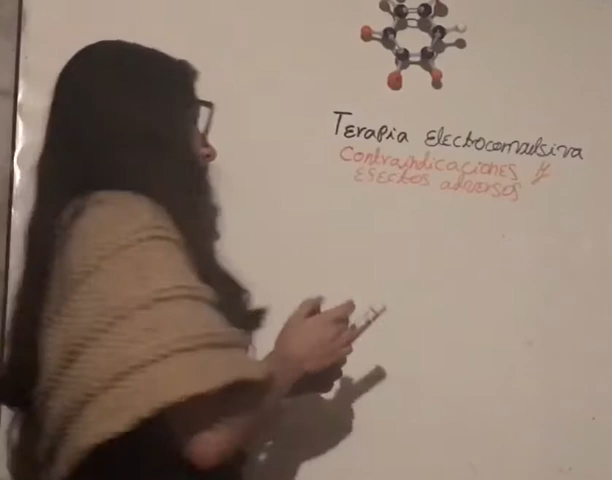 Terapia electroconvulsiva
Contraindicaciones y
efectos adversos